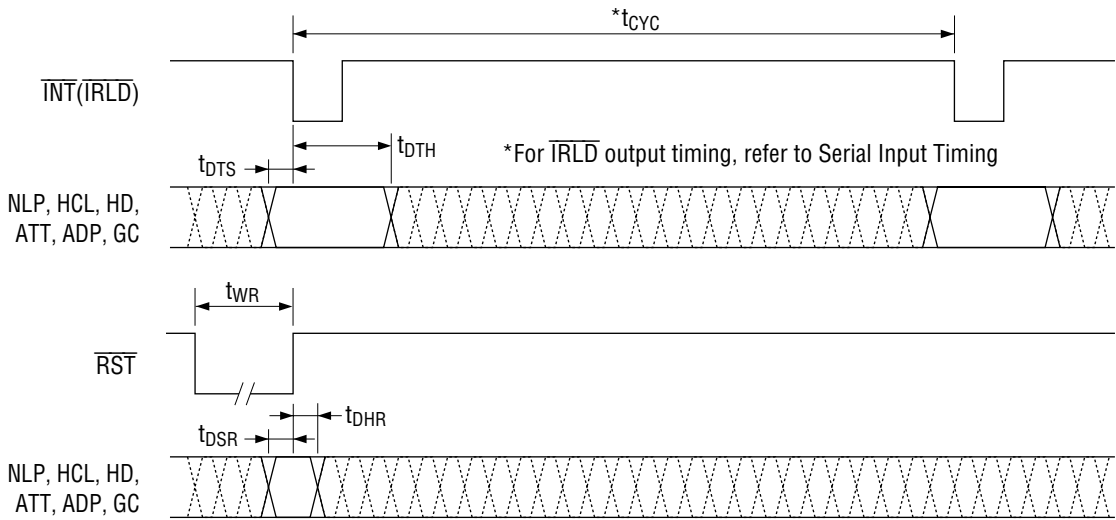 *tCYC
INT(IRLD)
tDTS
tDTH
*For IRLD output timing, refer to Serial Input Timing
NLP, HCL, HD,
ATT, ADP, GC
tWR
RST
tDSR
tDHR
NLP, HCL, HD,
ATT, ADP, GC